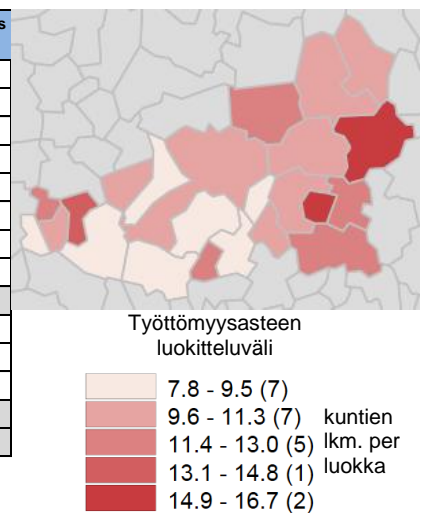 s
Työttömyysasteen
luokitteluväli
7.8 - 9.5 (7)
9.6 - 11.3 (7)
11.4 - 13.0 (5)
13.1 - 14.8 (1)
14.9 - 16.7 (2)
kuntien
lkm. per
luokka